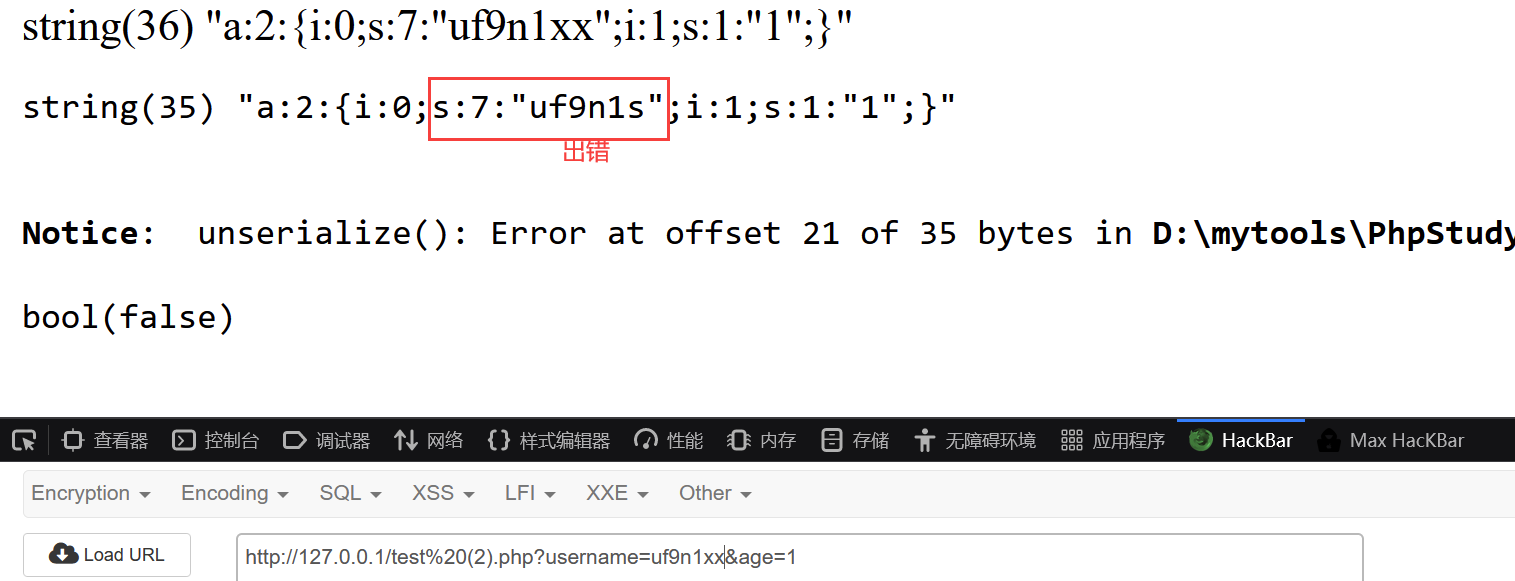 string(36) "a:2:{i:0;s:7:"uf9n1xx";i:1;s:1:"1";}"
string(35) "a:2:{i:0;s:7:"uf9n1s";i:1;s:1:"1";}"
出错
Notice:  unserialize(): Error at offset 21 of 35 bytes in D:\mytools\PhpStudy
bool(false)
查看器 控制台 调试器 网络 样式编辑器 性能 内存 存储 无障碍环境 应用程序 HackBar Max HacKBar
Encryption Encoding SQL XSS LFI XXE Other
Load URL http://127.0.0.1/test%20(2).php?username=uf9n1xx&age=1